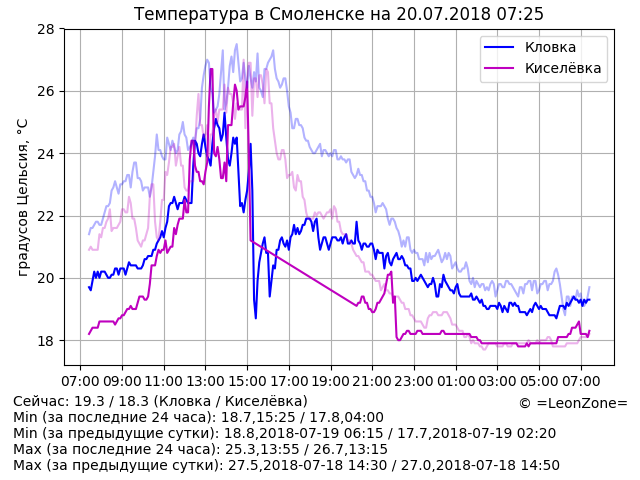 Температура в Смоленске на 20.07.2018 07:25
градусов Цельсия, °C
28
26
24
22
20
18
Кловка
Киселёвка
07:00 09:00 11:00 13:00 15:00 17:00 19:00 21:00 23:00 01:00 03:00 05:00 07:00
Сейчас: 19.3 / 18.3 (Кловка / Киселёвка)
© =LeonZone=
Min (за последние 24 часа): 18.7,15:25 / 17.8,04:00
Min (за предыдущие сутки): 18.8,2018-07-19 06:15 / 17.7,2018-07-19 02:20
Max (за последние 24 часа): 25.3,13:55 / 26.7,13:15
Max (за предыдущие сутки): 27.5,2018-07-18 14:30 / 27.0,2018-07-18 14:50